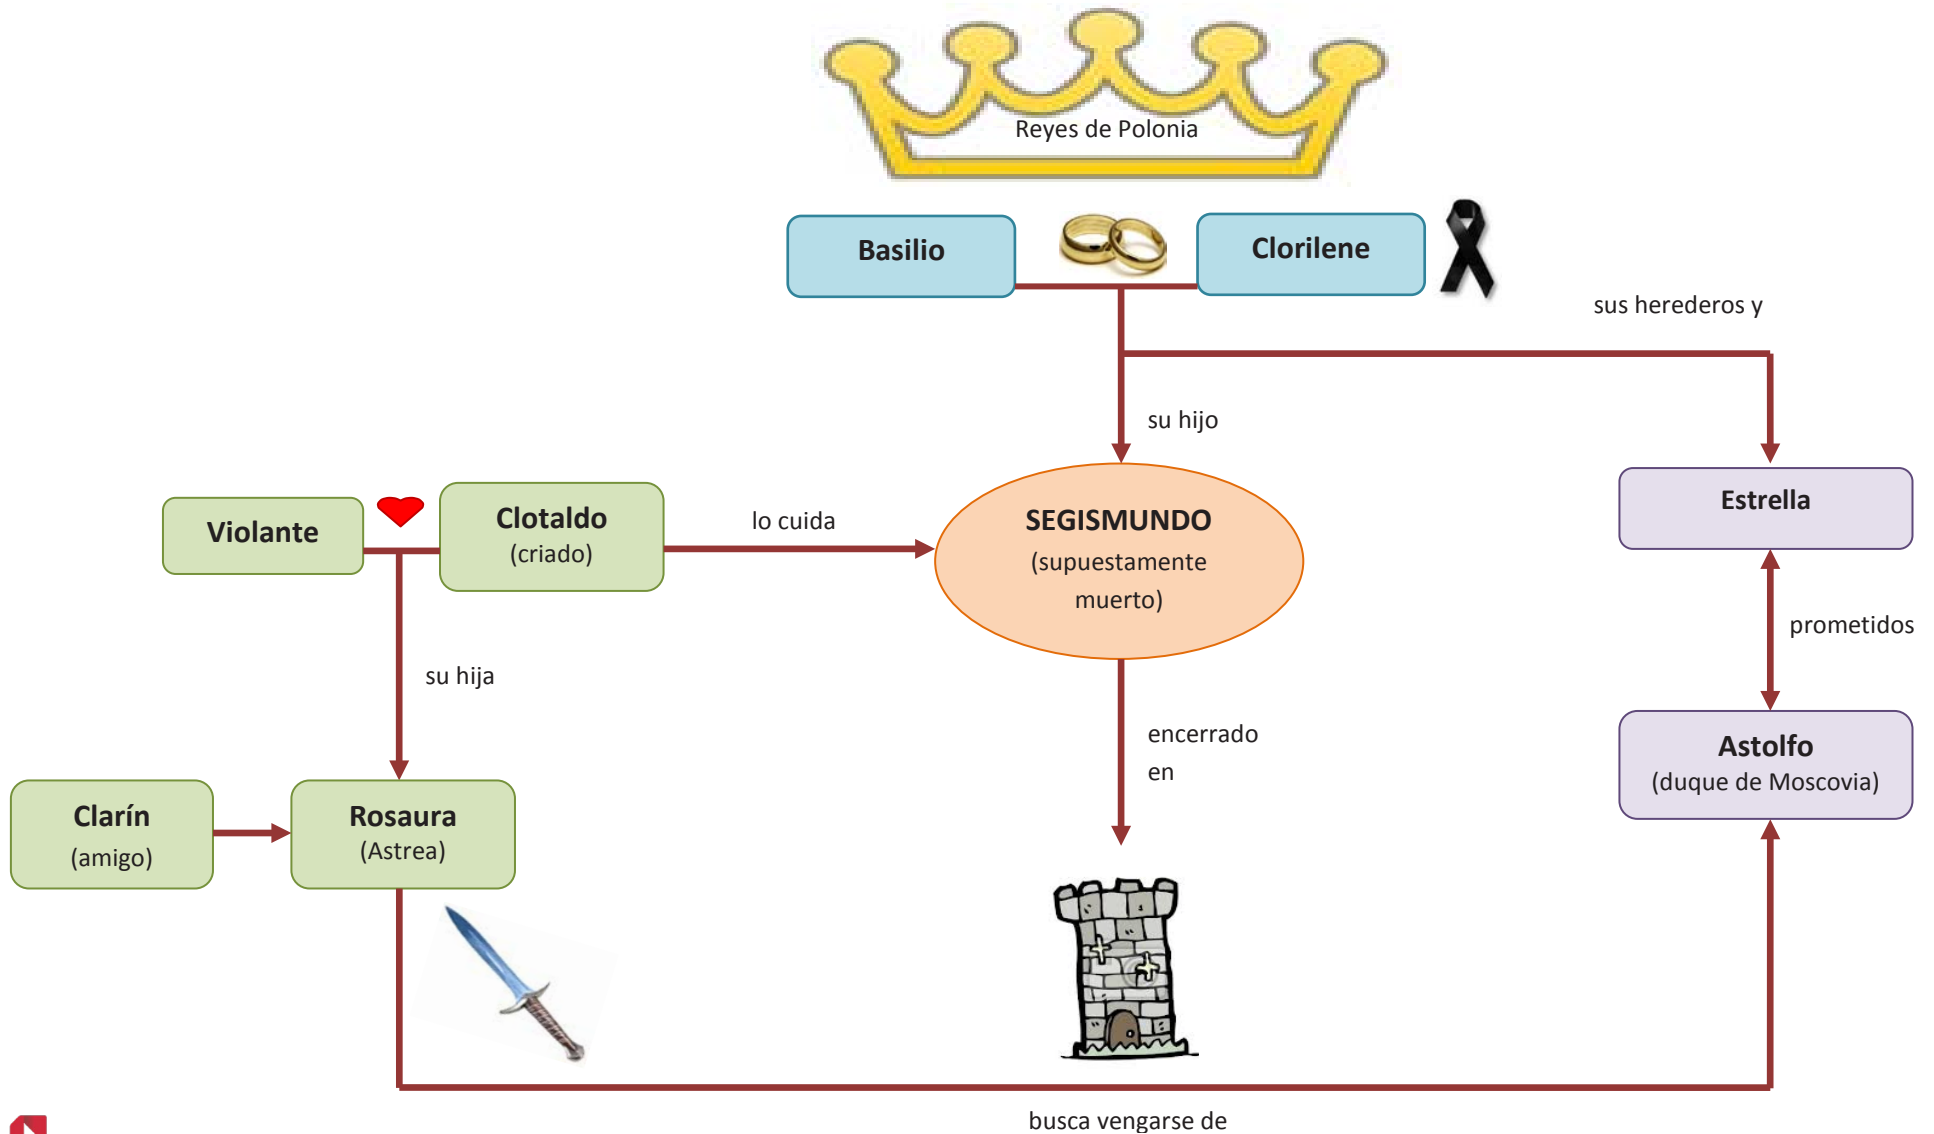 Reyes de Polonia
Basilio
Clorilene
sus herederos y
su hijo
Violante
Clotaldo
(criado)
lo cuida
SEGISMUNDO
(supuestamente
muerto)
Estrella
prometidos
su hija
encerrado
en
Astolfo
(duque de Moscovia)
Clarín
(amigo)
Rosaura
(Astrea)
busca vengarse de